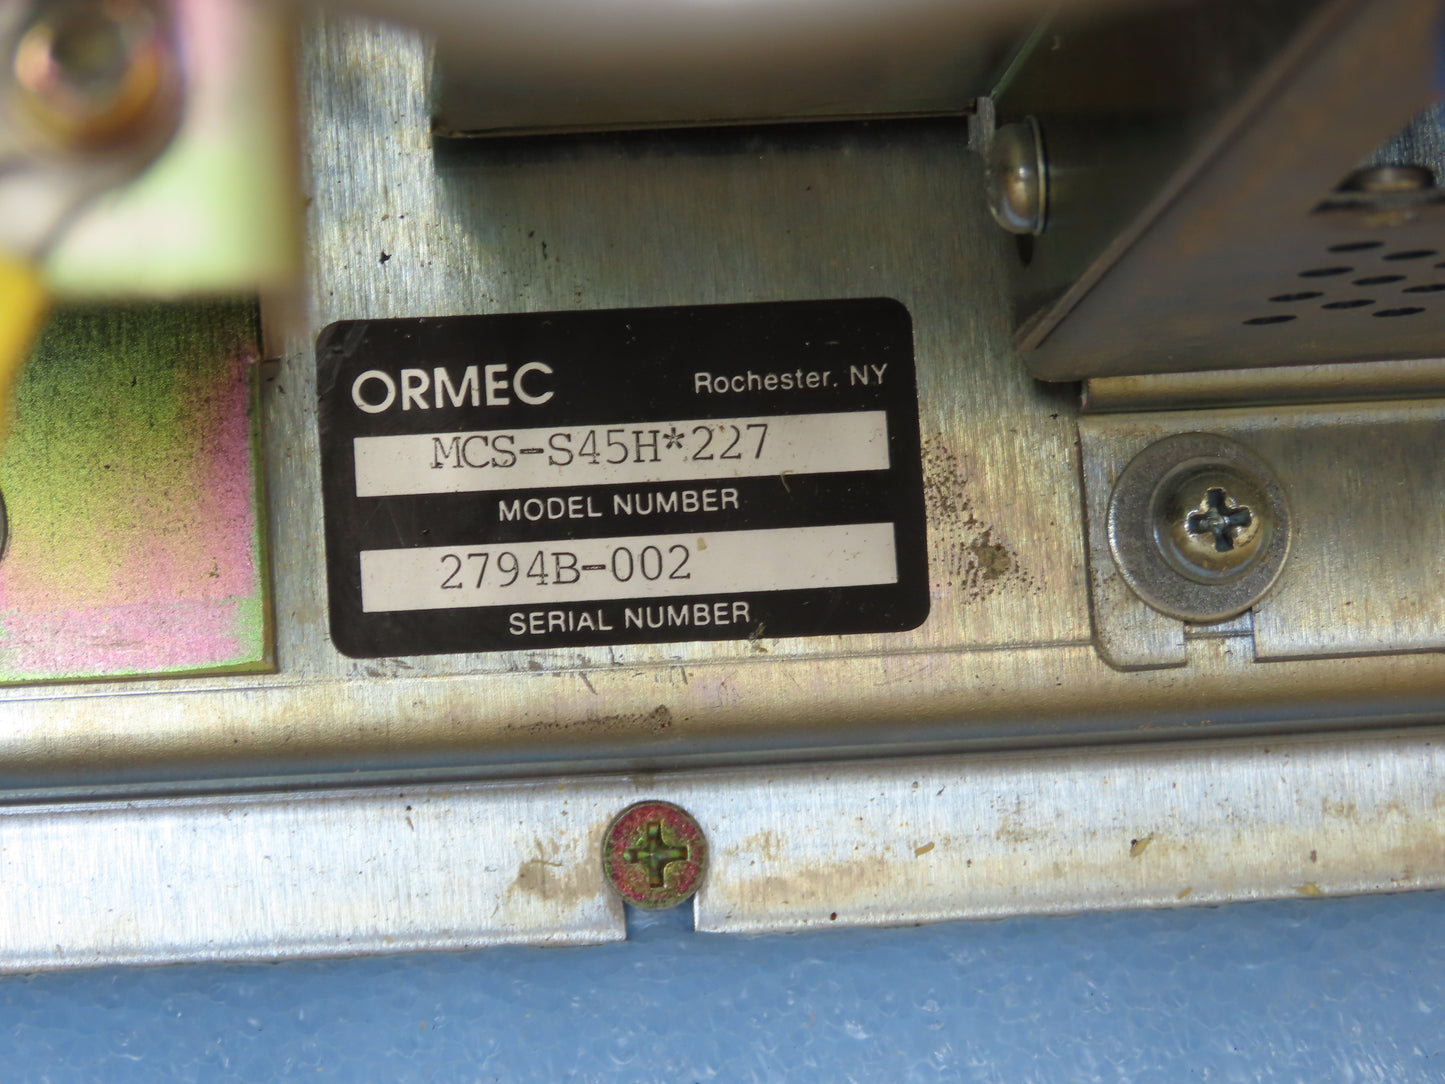 ORMEC
Rochester, NY
MCS-S45H*227
MODEL NUMBER
2794B-002
SERIAL NUMBER